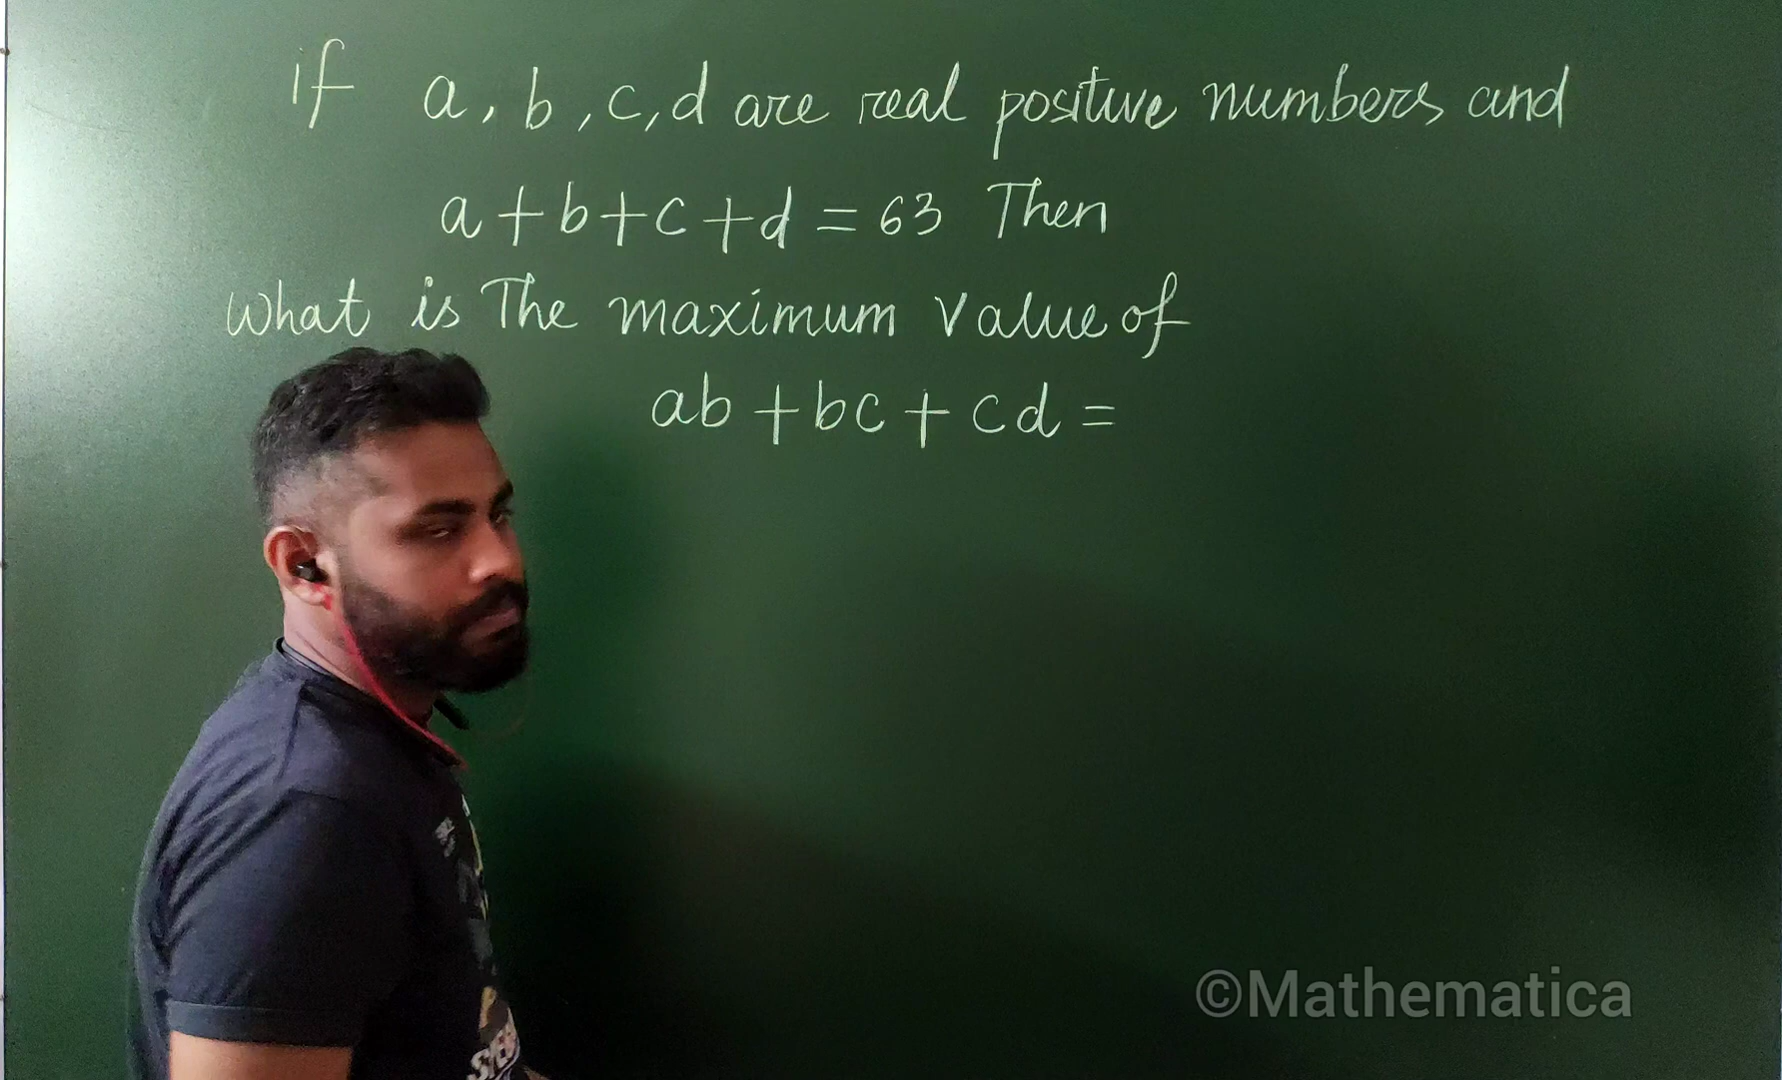 If a, b, c, d are real positive numbers and
a + b + c + d = 63 Then
What is The maximum value of
ab + bc + cd =
©Mathematica